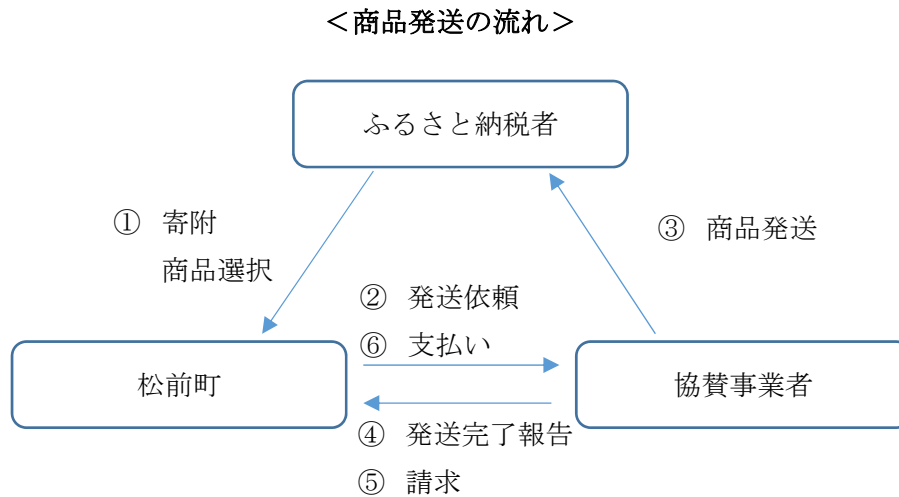 ＜商品発送の流れ＞
ふるさと納税者
① 寄附
商品選択
③ 商品発送
② 発送依頼
⑥ 支払い
松前町
協賛事業者
④ 発送完了報告
⑤ 請求